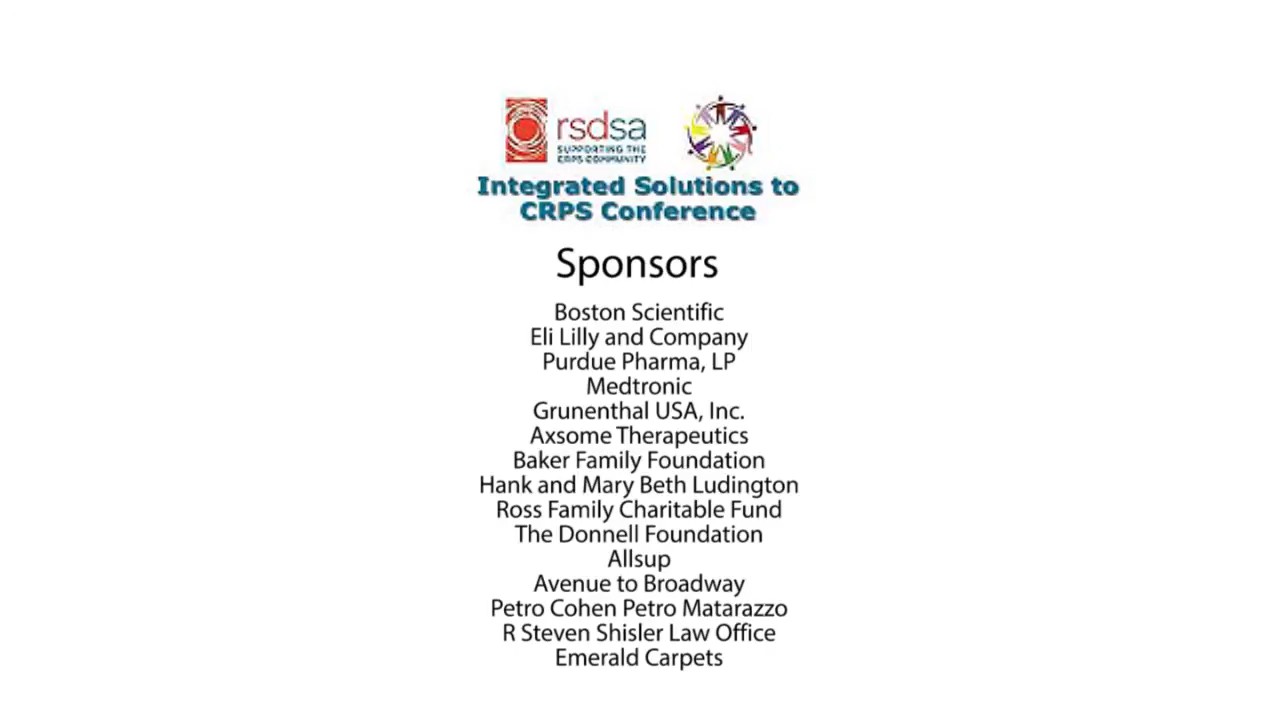 rsdsa
SUPPORTING THE
CRPS COMMUNITY
Integrated Solutions to
CRPS Conference
Sponsors
Boston Scientific
Eli Lilly and Company
Purdue Pharma, LP
Medtronic
Grunenthal USA, Inc.
Axsome Therapeutics
Baker Family Foundation
Hank and Mary Beth Ludington
Ross Family Charitable Fund
The Donnell Foundation
Allsup
Avenue to Broadway
Petro Cohen Petro Matarazzo
R Steven Shisler Law Office
Emerald Carpets